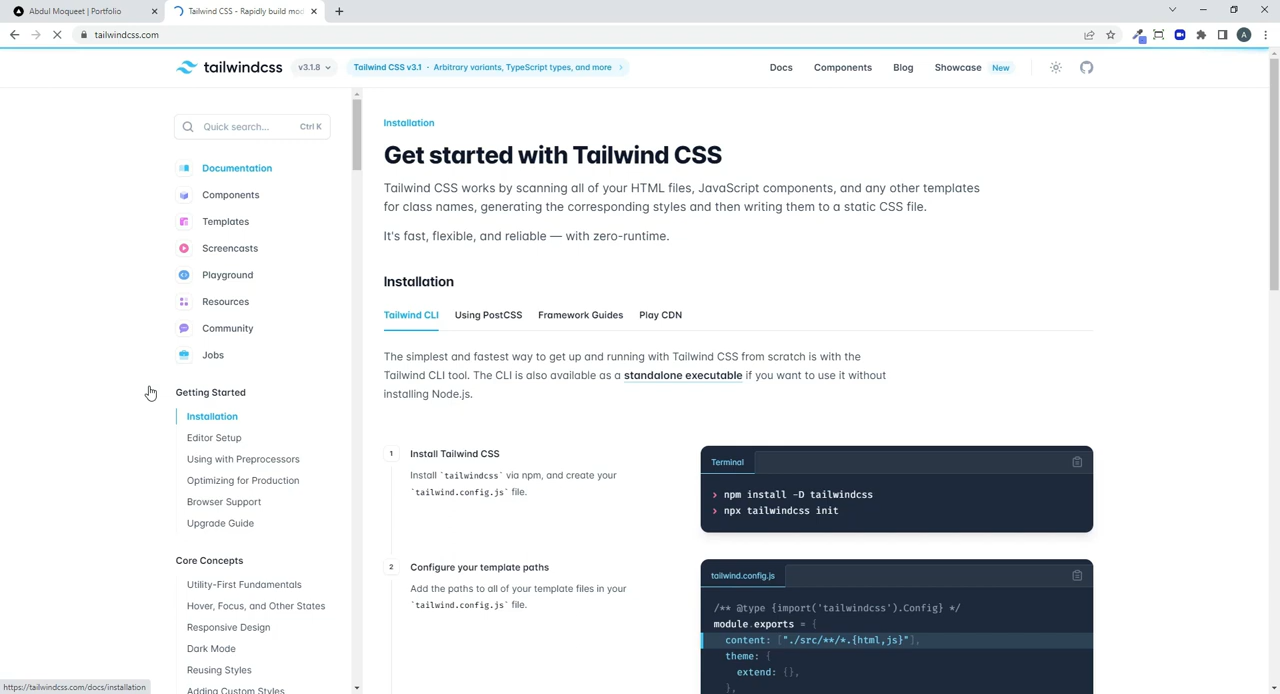 Abdul Moqueet | Portfolio
Tailwind CSS - Rapidly build mod
tailwindcss.com
A
tailwindcss
v3.1.8
Tailwind CSS v3.1 · Arbitrary variants, TypeScript types, and more
Docs
Components
Blog
Showcase
New
Quick search...
Ctrl K
Documentation
Components
Templates
Screencasts
Playground
Resources
Community
Jobs
Getting Started
Installation
Editor Setup
Using with Preprocessors
Optimizing for Production
Browser Support
Upgrade Guide
Core Concepts
Utility-First Fundamentals
Hover, Focus, and Other States
Responsive Design
Dark Mode
Reusing Styles
Adding Custom Styles
Installation
Get started with Tailwind CSS
Tailwind CSS works by scanning all of your HTML files, JavaScript components, and any other templates
for class names, generating the corresponding styles and then writing them to a static CSS file.
It's fast, flexible, and reliable — with zero-runtime.
Installation
Tailwind CLI
Using PostCSS
Framework Guides
Play CDN
The simplest and fastest way to get up and running with Tailwind CSS from scratch is with the
Tailwind CLI tool. The CLI is also available as a standalone executable if you want to use it without
installing Node.js.
1
Install Tailwind CSS
Install `tailwindcss` via npm, and create your
`tailwind.config.js` file.
Terminal
> npm install -D tailwindcss
> npx tailwindcss init
2
Configure your template paths
Add the paths to all of your template files in your
`tailwind.config.js` file.
tailwind.config.js
/** @type {import('tailwindcss').Config} */
module.exports = {
content: ["./src/**/*.{html,js}"],
theme: {
extend: {},
},
https://tailwindcss.com/docs/installation